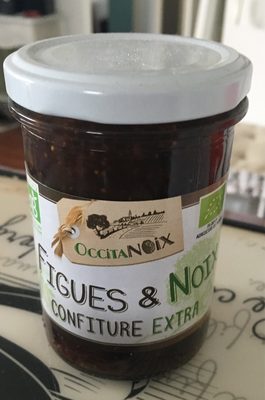 OCCITANOIX
FIGUES & NOIX
CONFITURE EXTRA